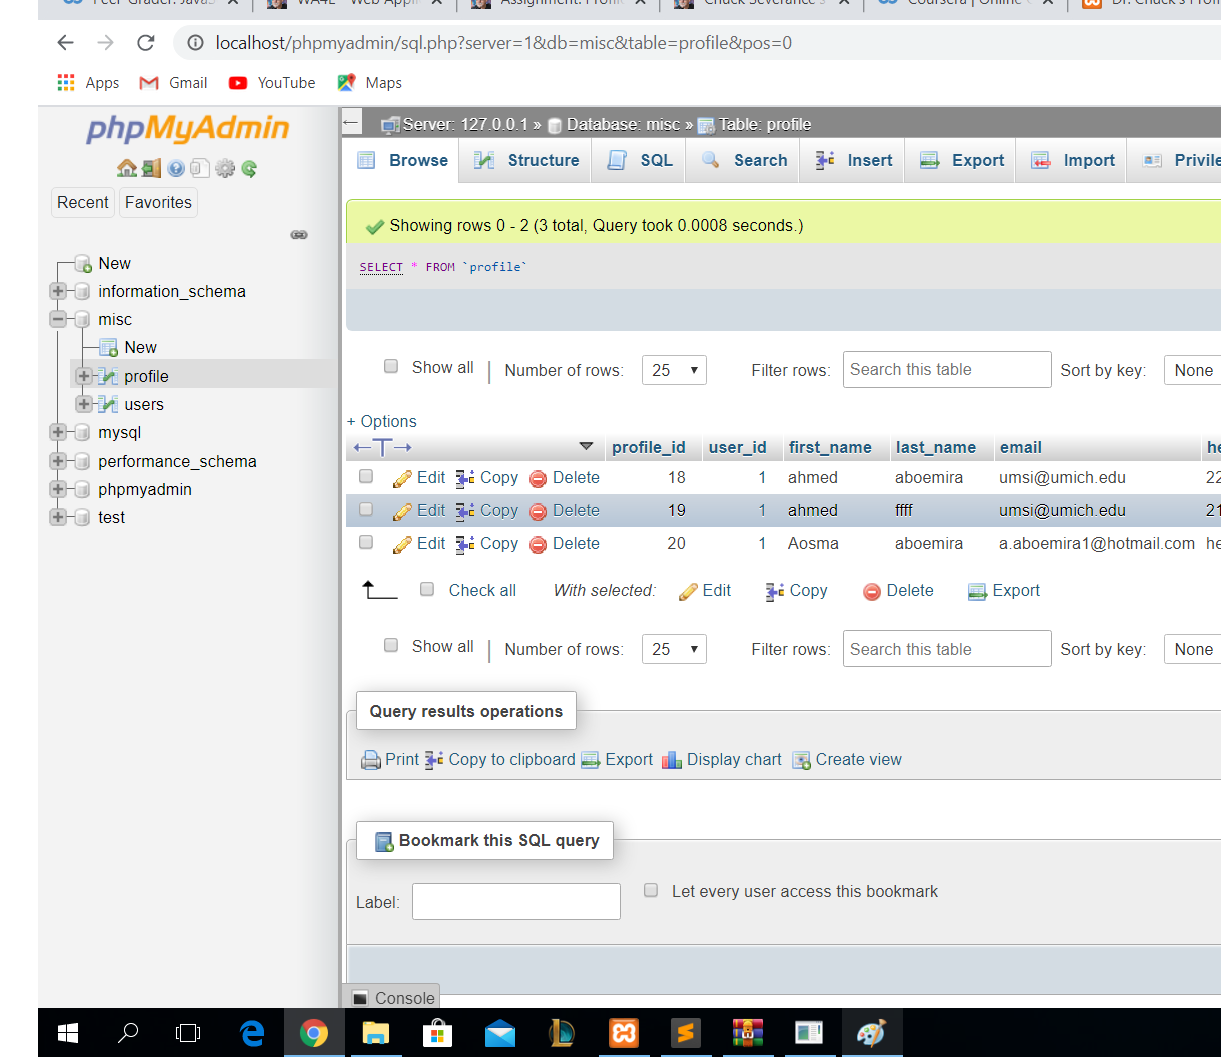 Peer-Grader: JavaS
WA4E - Web Applic
Assignment: Profile
Chuck Severance's
Coursera | Online
Dr. Chuck's Prof
localhost/phpmyadmin/sql.php?server=1&db=misc&table=profile&pos=0
Apps Gmail YouTube Maps
phpMyAdmin
Recent Favorites
New
information_schema
misc
New
profile
users
mysql
performance_schema
phpmyadmin
test
Server: 127.0.0.1 » Database: misc » Table: profile
Browse Structure SQL Search Insert Export Import Privile
Showing rows 0 - 2 (3 total, Query took 0.0008 seconds.)
SELECT * FROM `profile`
Show all | Number of rows: 25 Filter rows: Search this table Sort by key: None
+ Options
←T→ profile_id user_id first_name last_name email he
Edit Copy Delete 18 1 ahmed aboemira umsi@umich.edu 22
Edit Copy Delete 19 1 ahmed ffff umsi@umich.edu 21
Edit Copy Delete 20 1 Aosma aboemira a.aboemira1@hotmail.com he
Check all With selected: Edit Copy Delete Export
Show all | Number of rows: 25 Filter rows: Search this table Sort by key: None
Query results operations
Print Copy to clipboard Export Display chart Create view
Bookmark this SQL query
Label: Let every user access this bookmark
Console